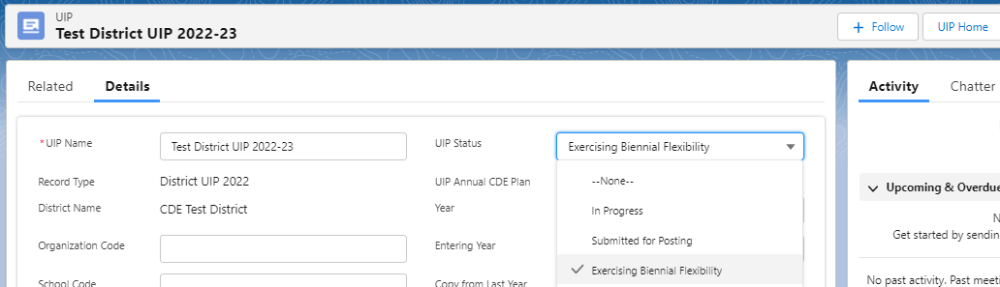 UIP
Test District UIP 2022-23
+ Follow
UIP Home
Related
Details
*UIP Name
Test District UIP 2022-23
Record Type
District UIP 2022
District Name
CDE Test District
Organization Code
School Code
UIP Status
Exercising Biennial Flexibility
--None--
In Progress
Submitted for Posting
Exercising Biennial Flexibility
UIP Annual CDE Plan
Year
Entering Year
Copy from Last Year
Activity
Chatter
Upcoming & Overdue
Get started by sendin
No past activity. Past meet